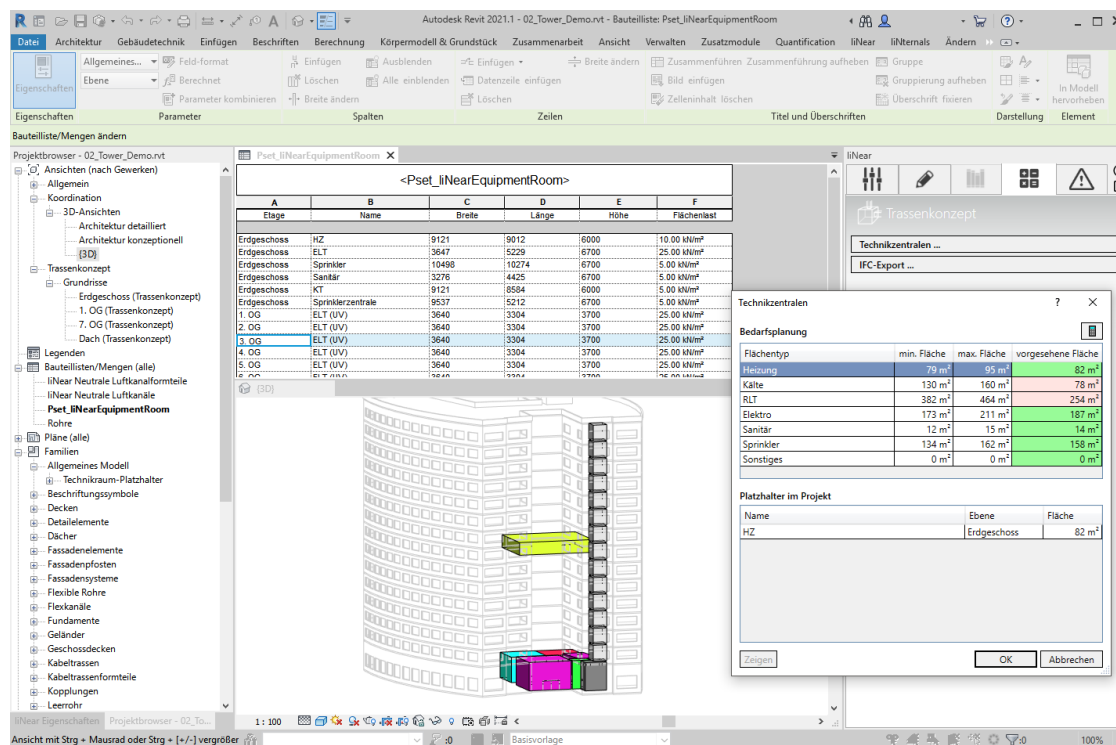 Autodesk Revit 2021.1 - 02_Tower_Demo.rvt - Bauteilliste: Pset_liNearEquipmentRoom
Datei Architektur Gebäudetechnik Einfügen Beschriften Berechnung Körpermodell & Grundstück Zusammenarbeit Ansicht Verwalten Zusatzmodule Quantification liNear liNternals Ändern
Allgemeines... Feld-format Einfügen Ausblenden Einfügen Breite ändern Zusammenführen Zusammenführung aufheben Gruppe
Ebene Berechnet Löschen Alle einblenden Datenzeile einfügen Bild einfügen Gruppierung aufheben
Eigenschaften In Modell
Parameter kombinieren Breite ändern Löschen Zelleninhalt löschen Überschrift fixieren hervorheben
Eigenschaften Parameter Spalten Zeilen Titel und Überschriften Darstellung Element
Bauteilliste/Mengen ändern
Projektbrowser - 02_Tower_Demo.rvt
Ansichten (nach Gewerken)
Allgemein
Koordination
3D-Ansichten
Architektur detailliert
Architektur konzeptionell
{3D}
Trassenkonzept
Grundrisse
Erdgeschoss (Trassenkonzept)
1. OG (Trassenkonzept)
7. OG (Trassenkonzept)
Dach (Trassenkonzept)
Legenden
Bauteillisten/Mengen (alle)
liNear Neutrale Luftkanalformteile
liNear Neutrale Luftkanäle
Pset_liNearEquipmentRoom
Rohre
Pläne (alle)
Familien
Allgemeines Modell
Technikraum-Platzhalter
Beschriftungssymbole
Decken
Detailelemente
Dächer
Fassadenelemente
Fassadenpfosten
Fassadensysteme
Flexible Rohre
Flexkanäle
Fundamente
Geländer
Geschossdecken
Kabeltrassen
Kabeltrassenformteile
Kopplungen
Leerrohr
liNear Eigenschaften Projektbrowser - 02_To...
Pset_liNearEquipmentRoom
<Pset_liNearEquipmentRoom>
A B C D E F
Etage Name Breite Länge Höhe Flächenlast
Erdgeschoss HZ 9121 9012 6000 10.00 kN/m²
Erdgeschoss ELT 3647 5229 6700 25.00 kN/m²
Erdgeschoss Sprinkler 10498 10274 6700 5.00 kN/m²
Erdgeschoss Sanitär 3276 4425 6700 5.00 kN/m²
Erdgeschoss KT 9121 8584 6000 5.00 kN/m²
Erdgeschoss Sprinklerzentrale 9537 5212 6700 5.00 kN/m²
1. OG ELT (UV) 3640 3304 3700 25.00 kN/m²
2. OG ELT (UV) 3640 3304 3700 25.00 kN/m²
3. OG ELT (UV) 3640 3304 3700 25.00 kN/m²
4. OG ELT (UV) 3640 3304 3700 25.00 kN/m²
5. OG ELT (UV) 3640 3304 3700 25.00 kN/m²
6. OG ELT (UV) 3640 3304 3700 25.00 kN/m²
{3D}
1 : 100
liNear
Trassenkonzept
Technikzentralen ...
IFC-Export ...
Technikzentralen
Bedarfsplanung
Flächentyp min. Fläche max. Fläche vorgesehene Fläche
Heizung 79 m² 95 m² 82 m²
Kälte 130 m² 160 m² 78 m²
RLT 382 m² 464 m² 254 m²
Elektro 173 m² 211 m² 187 m²
Sanitär 12 m² 15 m² 14 m²
Sprinkler 134 m² 162 m² 158 m²
Sonstiges 0 m² 0 m² 0 m²
Platzhalter im Projekt
Name Ebene Fläche
HZ Erdgeschoss 82 m²
Zeigen OK Abbrechen
Ansicht mit Strg + Mausrad oder Strg + [+/-] vergrößer :0 Basisvorlage :0 100%